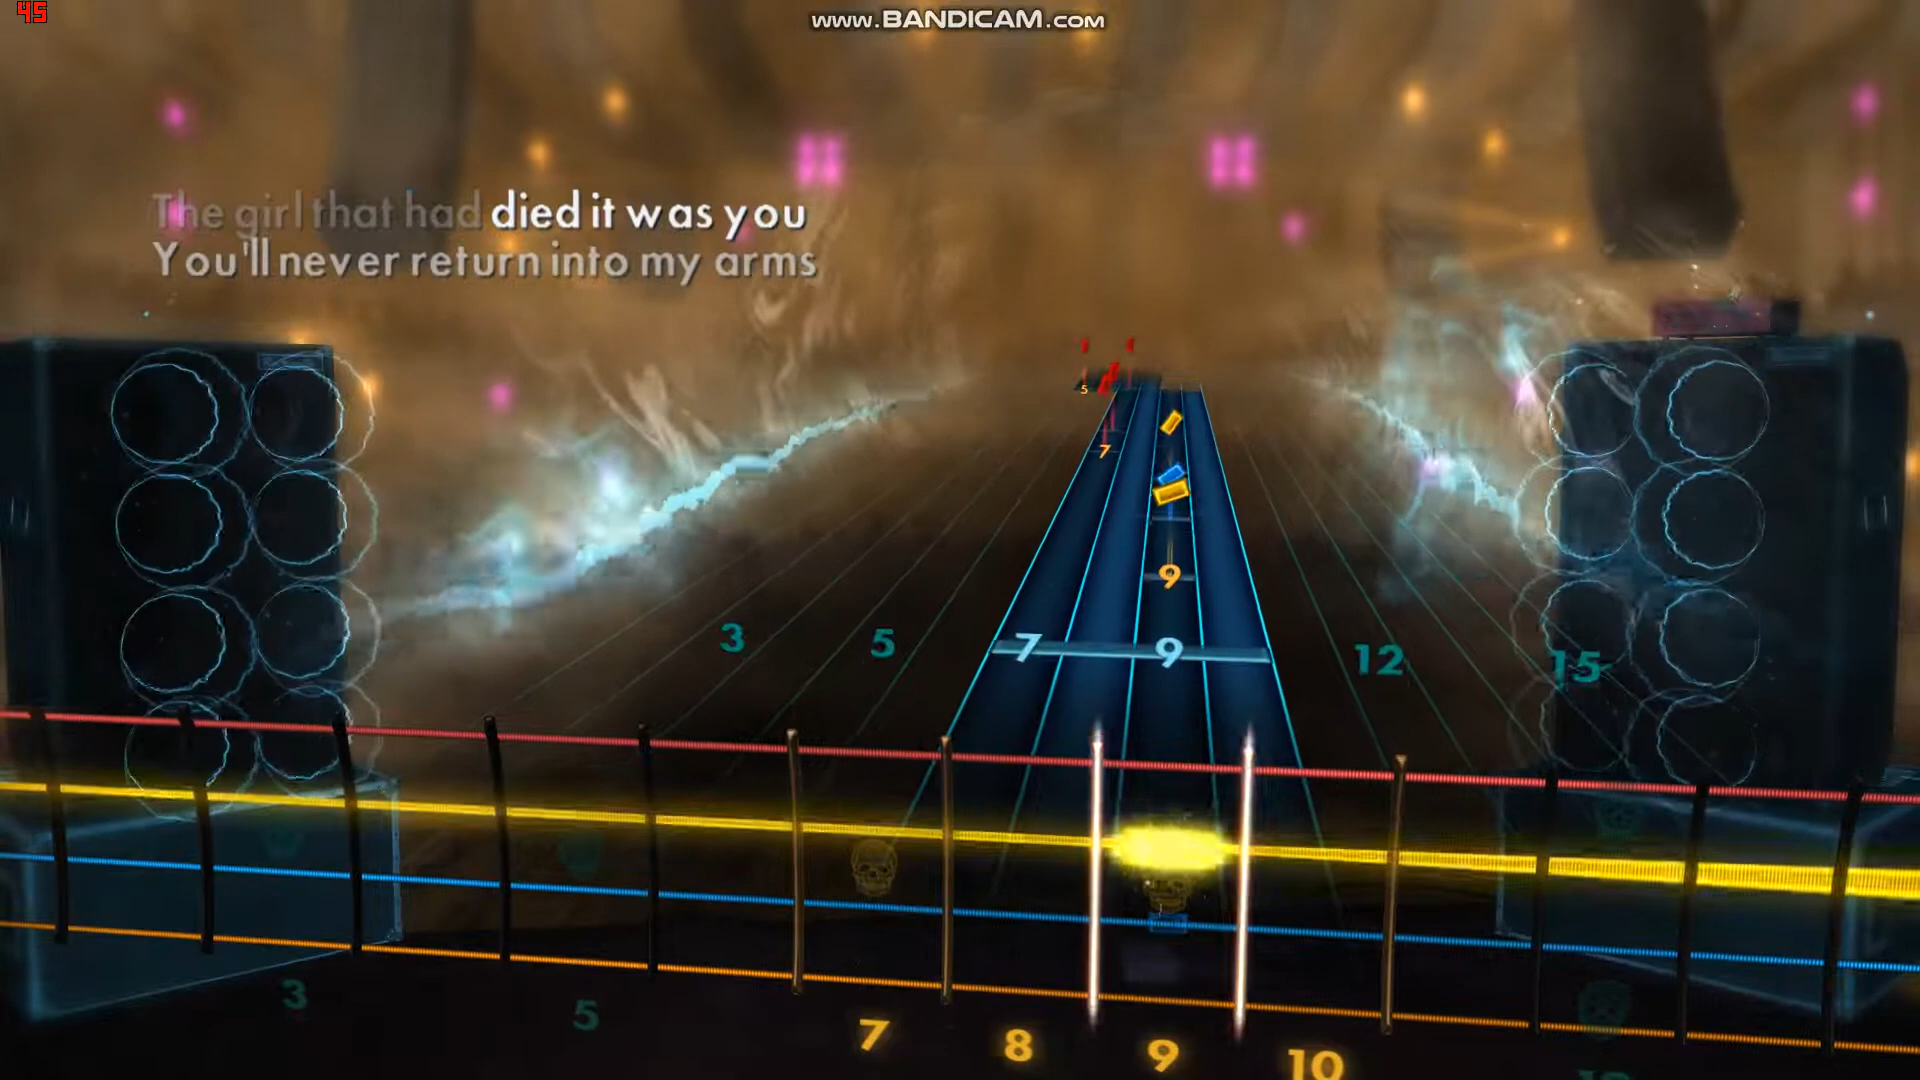 45
www.BANDICAM.com
The girl that had died it was you
You'll never return into my arms
5
7
9
3 5 7 9 12 15
3 5 7 8 9 10